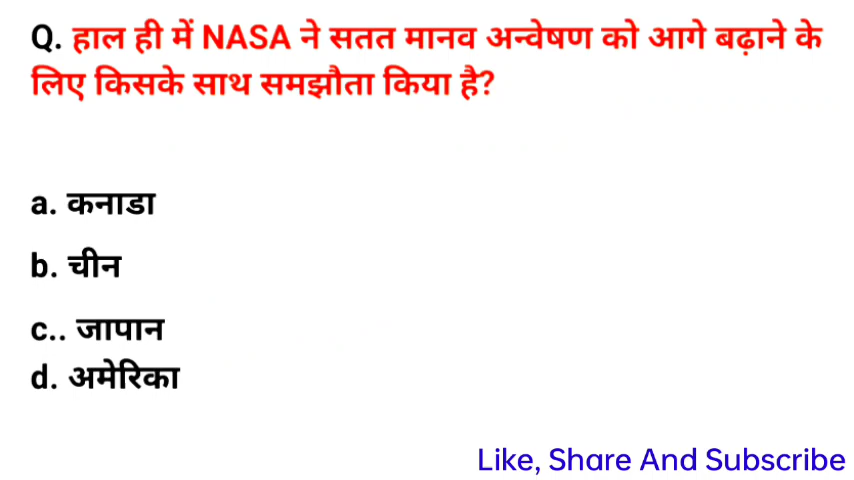 Q. हाल ही में NASA ने सतत मानव अन्वेषण को आगे बढ़ाने के
लिए किसके साथ समझौता किया है?
a. कनाडा
b. चीन
c.. जापान
d. अमेरिका
Like, Share And Subscribe